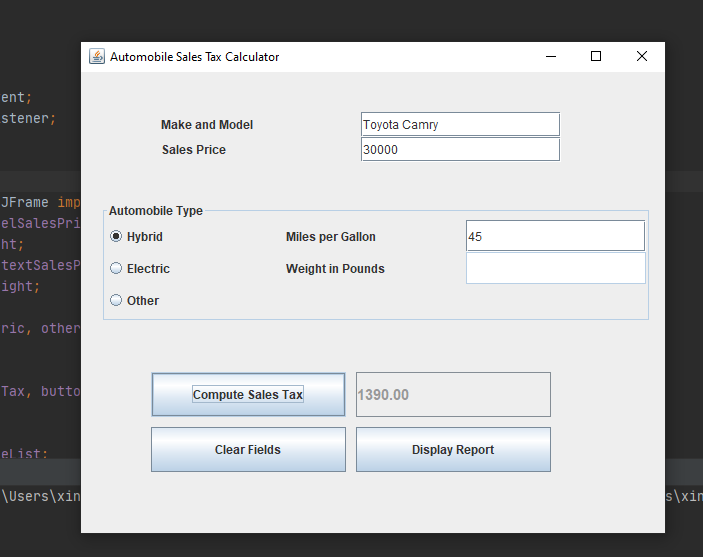 Automobile Sales Tax Calculator
ent;
stener;
Make and Model Toyota Camry
Sales Price 30000
JFrame imp
elSalesPri
Automobile Type
Hybrid Miles per Gallon 45
ht;
textSalesP
Electric Weight in Pounds
ight;
Other
ric, other
Tax, butto
Compute Sales Tax 1390.00
Clear Fields Display Report
eList;
\Users\xin
s\xin